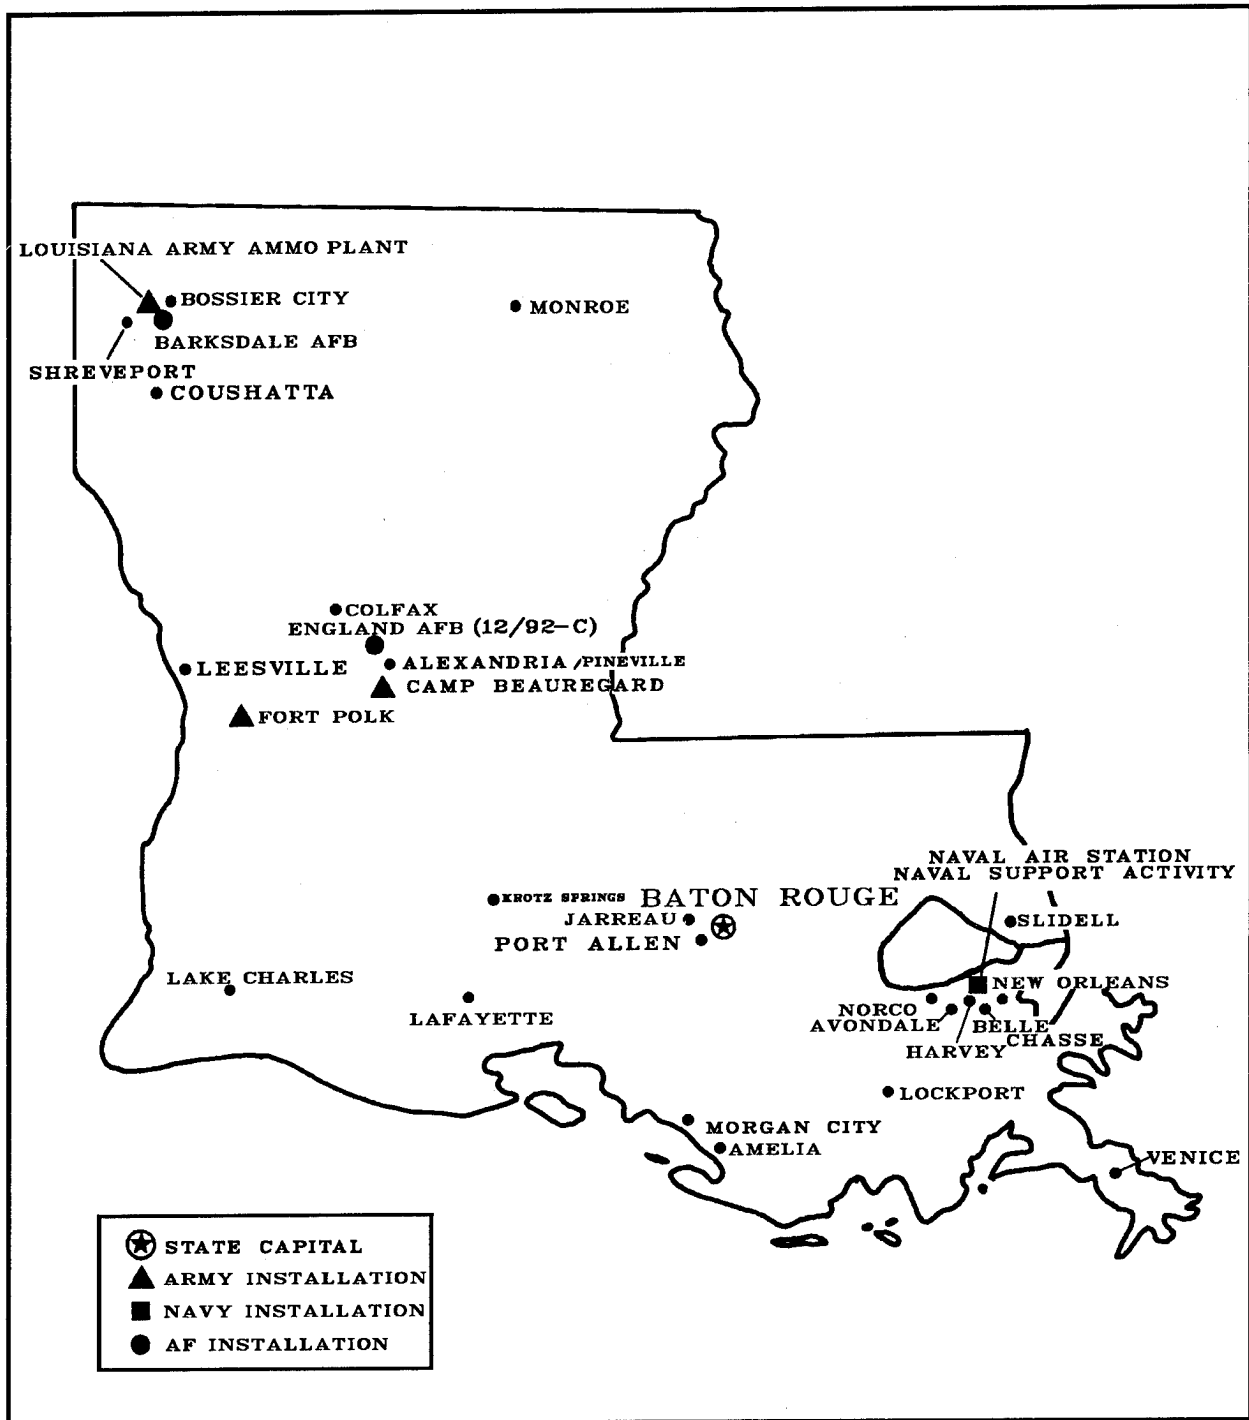 LOUISIANA ARMY AMMO PLANT
BOSSIER CITY
MONROE
BARKSDALE AFB
SHREVEPORT
COUSHATTA
COLFAX
ENGLAND AFB (12/92-C)
LEESVILLE
ALEXANDRIA/PINEVILLE
CAMP BEAUREGARD
FORT POLK
NAVAL AIR STATION
NAVAL SUPPORT ACTIVITY
KROTZ SPRINGS
BATON ROUGE
JARREAU
SLIDELL
PORT ALLEN
LAKE CHARLES
NEW ORLEANS
LAFAYETTE
NORCO
AVONDALE
BELLE
CHASSE
HARVEY
LOCKPORT
MORGAN CITY
AMELIA
VENICE
STATE CAPITAL
ARMY INSTALLATION
NAVY INSTALLATION
AF INSTALLATION